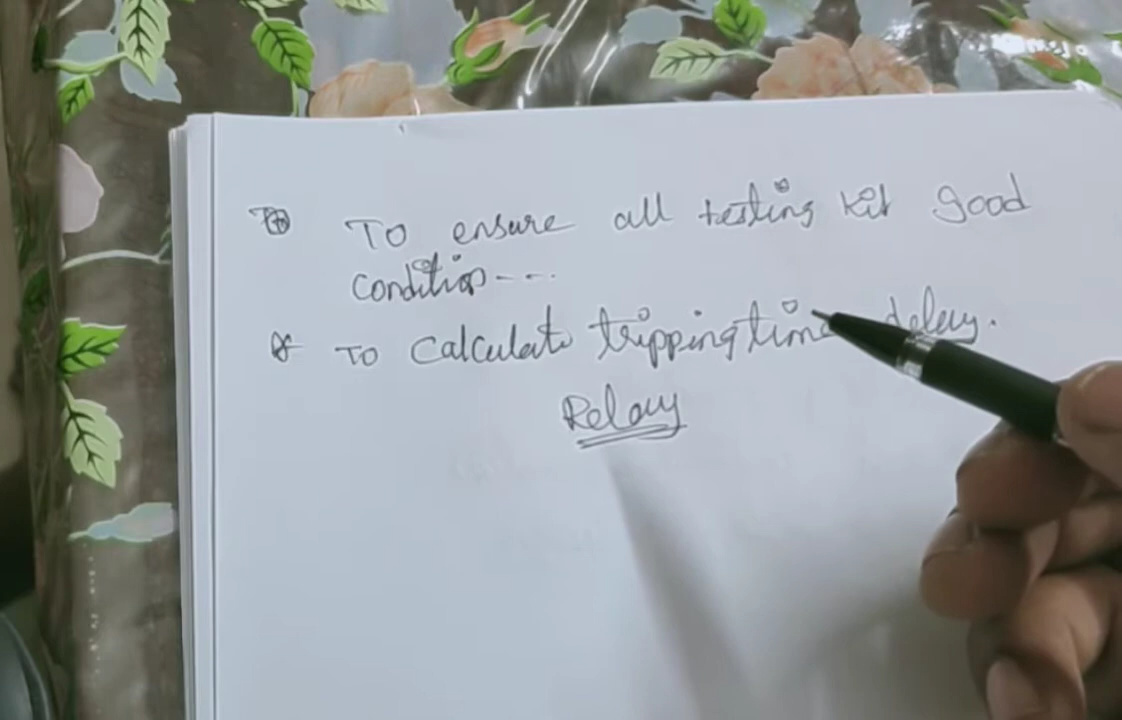 To ensure all testing kit good
condition----
* To Calculate tripping time delay.
Relay